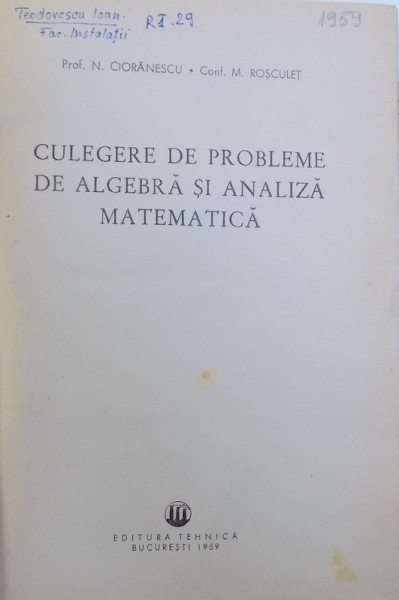 Teodorescu Ioan. R I. 29
Fac. Instalații
1959
Prof. N. CIORĂNESCU • Conf. M. ROȘCULEȚ
CULEGERE DE PROBLEME
DE ALGEBRĂ ȘI ANALIZĂ
MATEMATICĂ
EDITURA TEHNICĂ
BUCUREȘTI 1959